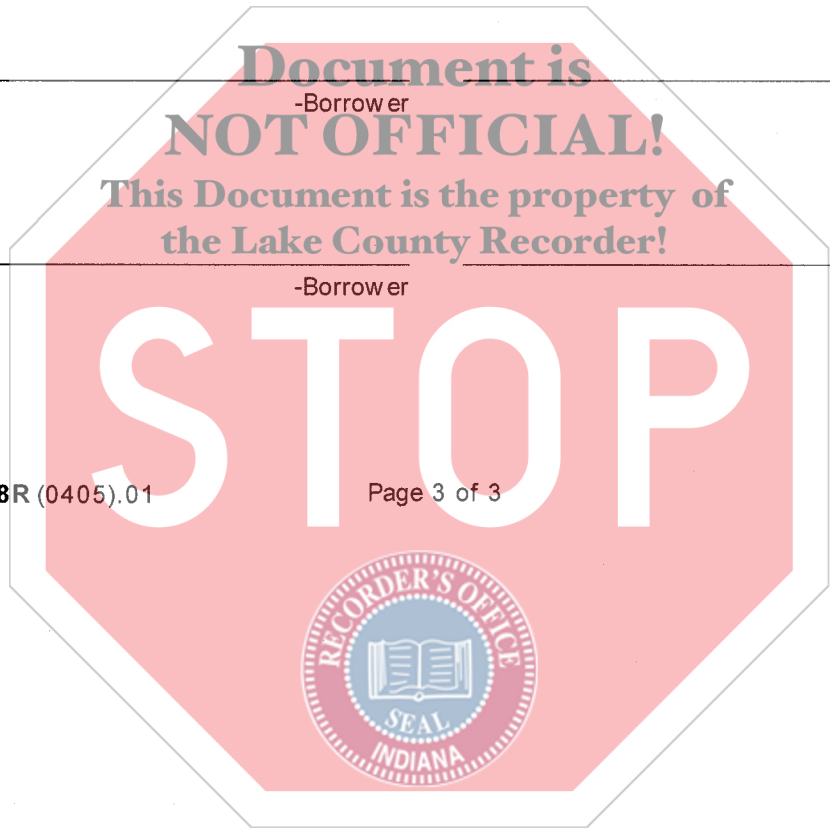 Document is
-Borrower
NOT OFFICIAL!
This Document is the property of
the Lake County Recorder!
-Borrower
STOP
8R (0405).01 Page 3 of 3
RECORDER'S OFFICE
SEAL
INDIANA